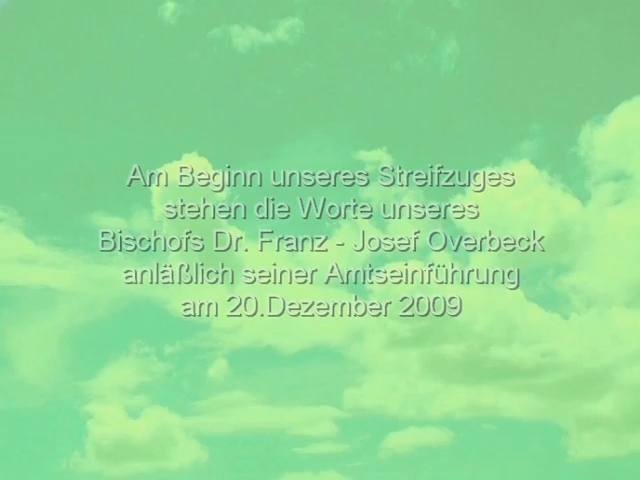 Am Beginn unseres Streifzuges
stehen die Worte unseres
Bischofs Dr. Franz - Josef Overbeck
anläßlich seiner Amtseinführung
am 20.Dezember 2009